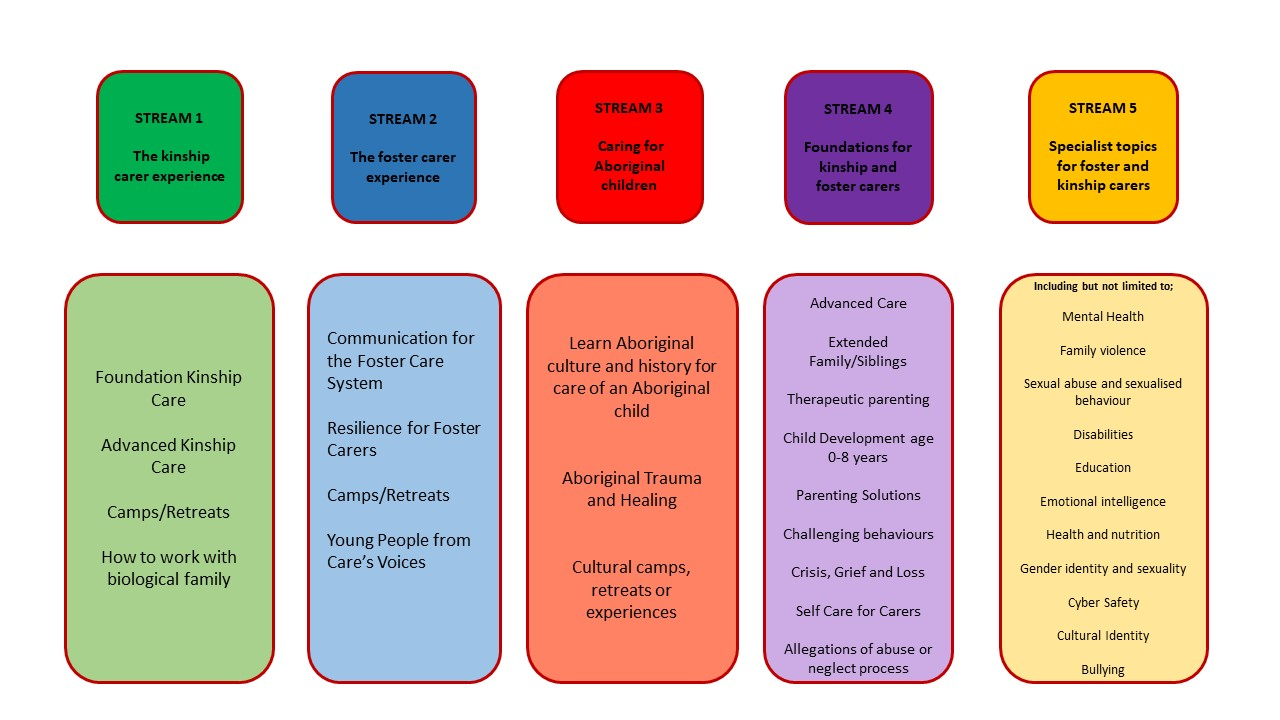 STREAM 1
The kinship
carer experience
STREAM 2
The foster carer
experience
STREAM 3
Caring for
Aboriginal
children
STREAM 4
Foundations for
kinship and
foster carers
STREAM 5
Specialist topics
for foster and
kinship carers
Foundation Kinship
Care
Advanced Kinship
Care
Camps/Retreats
How to work with
biological family
Communication for
the Foster Care
System
Resilience for Foster
Carers
Camps/Retreats
Young People from
Care’s Voices
Learn Aboriginal
culture and history for
care of an Aboriginal
child
Aboriginal Trauma
and Healing
Cultural camps,
retreats or
experiences
Advanced Care
Extended
Family/Siblings
Therapeutic parenting
Child Development age
0-8 years
Parenting Solutions
Challenging behaviours
Crisis, Grief and Loss
Self Care for Carers
Allegations of abuse or
neglect process
Including but not limited to;
Mental Health
Family violence
Sexual abuse and sexualised
behaviour
Disabilities
Education
Emotional intelligence
Health and nutrition
Gender identity and sexuality
Cyber Safety
Cultural Identity
Bullying